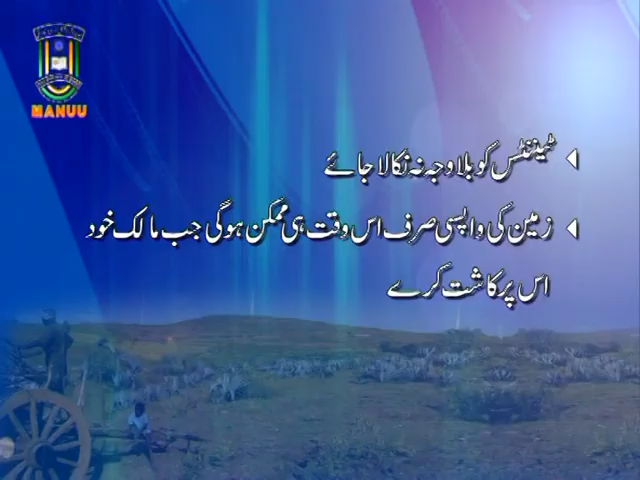 MANUU
ٹیننٹس کو بلا وجہ نہ نکالا جائے
زمین کی واپسی صرف اس وقت ہی ممکن ہوگی جب مالک خود
اس پر کاشت کرے